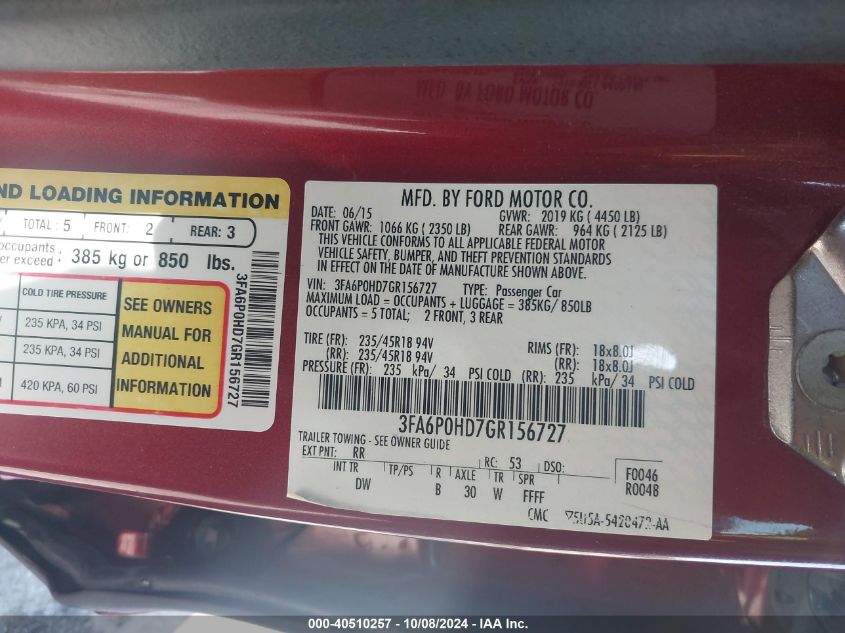 ND LOADING INFORMATION
TOTAL: 5 FRONT: 2 REAR: 3
occupants
er exceed : 385 kg or 850 lbs.
COLD TIRE PRESSURE
235 KPA, 34 PSI
235 KPA, 34 PSI
420 KPA, 60 PSI
SEE OWNERS
MANUAL FOR
ADDITIONAL
INFORMATION
3FA6P0HD7GR156727
MFD. BY FORD MOTOR CO.
DATE: 06/15 GVWR: 2019 KG ( 4450 LB)
FRONT GAWR: 1066 KG ( 2350 LB) REAR GAWR: 964 KG ( 2125 LB)
THIS VEHICLE CONFORMS TO ALL APPLICABLE FEDERAL MOTOR
VEHICLE SAFETY, BUMPER, AND THEFT PREVENTION STANDARDS
IN EFFECT ON THE DATE OF MANUFACTURE SHOWN ABOVE.
VIN: 3FA6P0HD7GR156727 TYPE: Passenger Car
MAXIMUM LOAD = OCCUPANTS + LUGGAGE = 385KG/ 850LB
OCCUPANTS = 5 TOTAL; 2 FRONT, 3 REAR
TIRE (FR): 235/45R18 94V RIMS (FR): 18x8.0J
(RR): 235/45R18 94V (RR): 18x8.0J
PRESSURE (FR): 235 kPa/ 34 PSI COLD (RR): 235 kPa/ 34 PSI COLD
3FA6P0HD7GR156727
TRAILER TOWING - SEE OWNER GUIDE
EXT PNT: RR RC: 53 DSO: F0046
INT TR TP/PS R AXLE TR SPR R0048
DW B 30 W FFFF
CMC
000-40510257 - 10/08/2024 - IAA Inc.